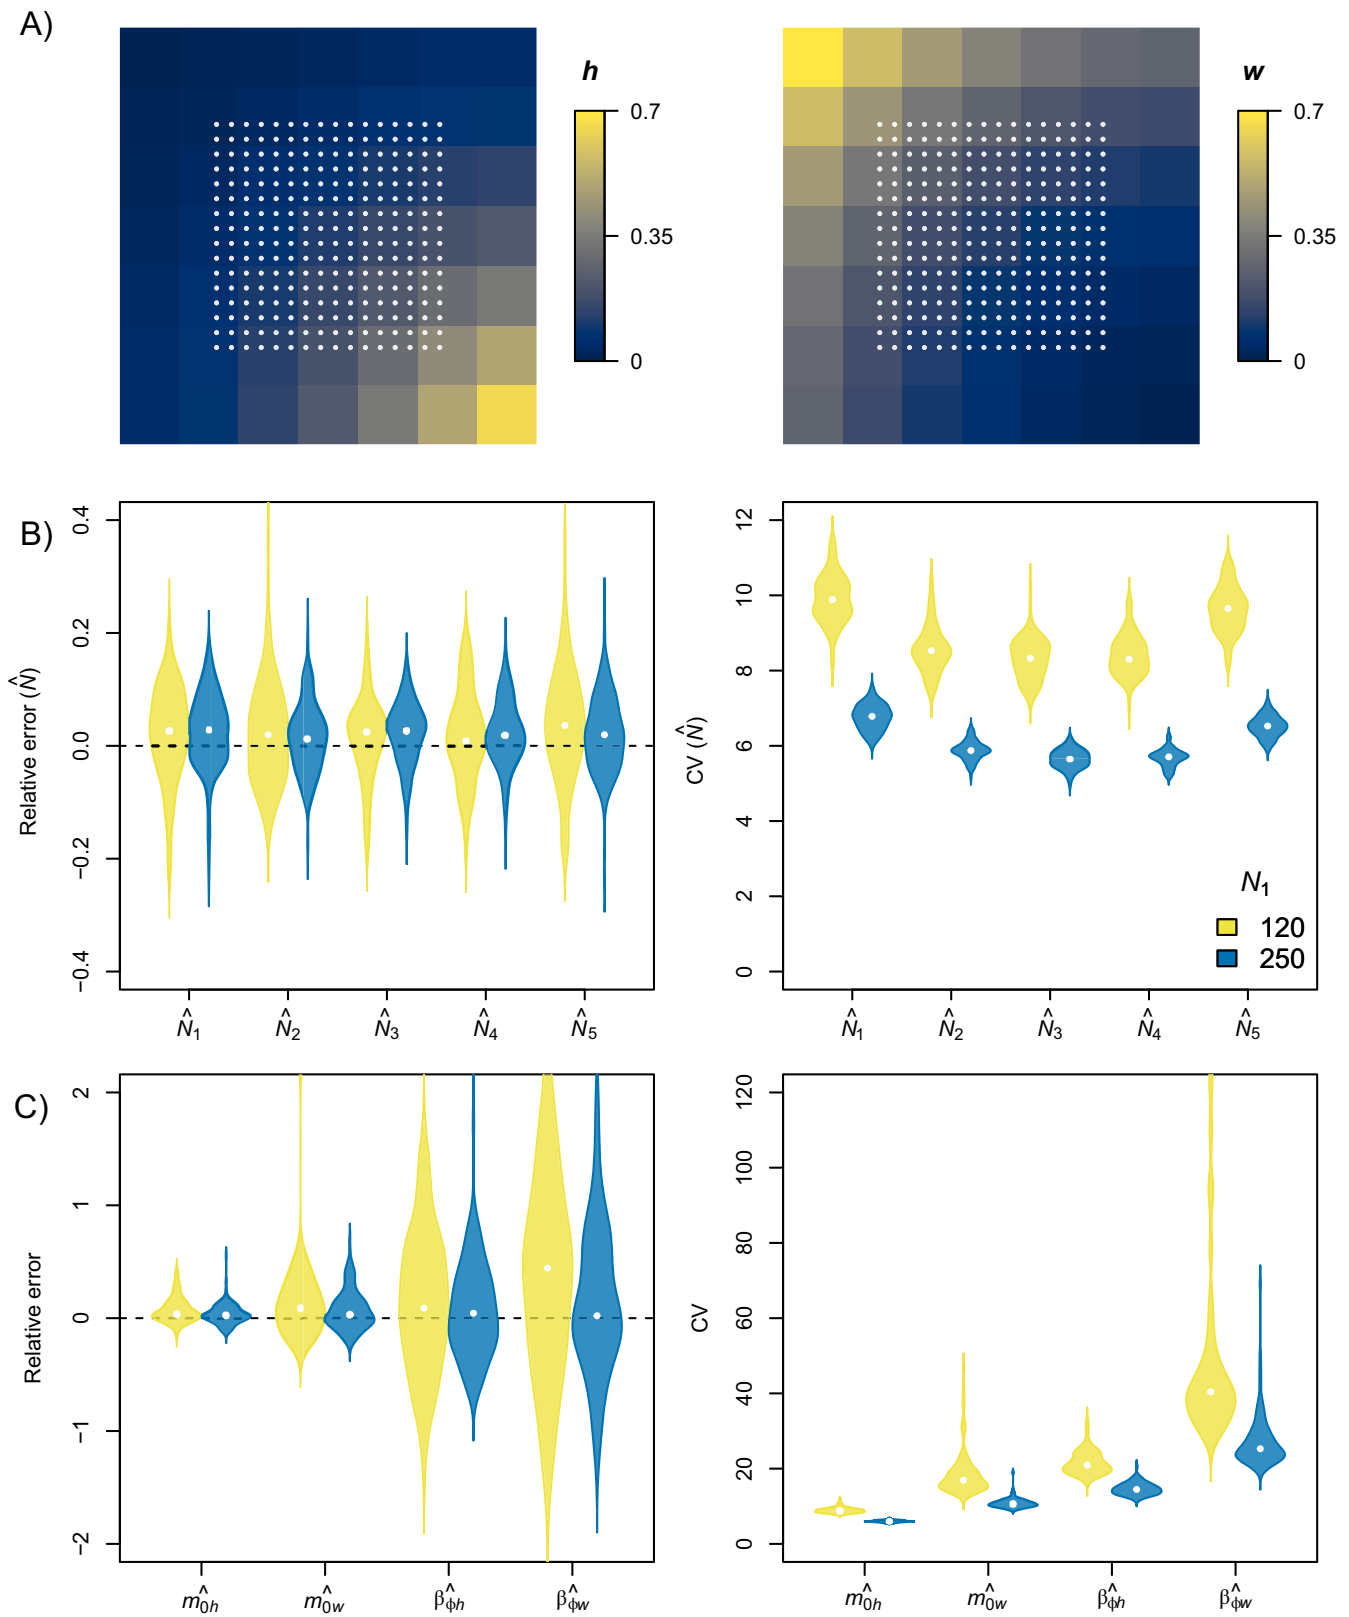 A)
h
0.7
0.35
0
w
0.7
0.35
0
B)
Relative error (N̂)
0.4
0.2
0.0
−0.2
−0.4
N̂1 N̂2 N̂3 N̂4 N̂5
CV (N̂)
12
10
8
6
4
2
0
N1
120
250
N̂1 N̂2 N̂3 N̂4 N̂5
C)
Relative error
2
1
0
−1
−2
m̂0h m̂0w β̂ϕh β̂ϕw
CV
120
100
80
60
40
20
0
m̂0h m̂0w β̂ϕh β̂ϕw